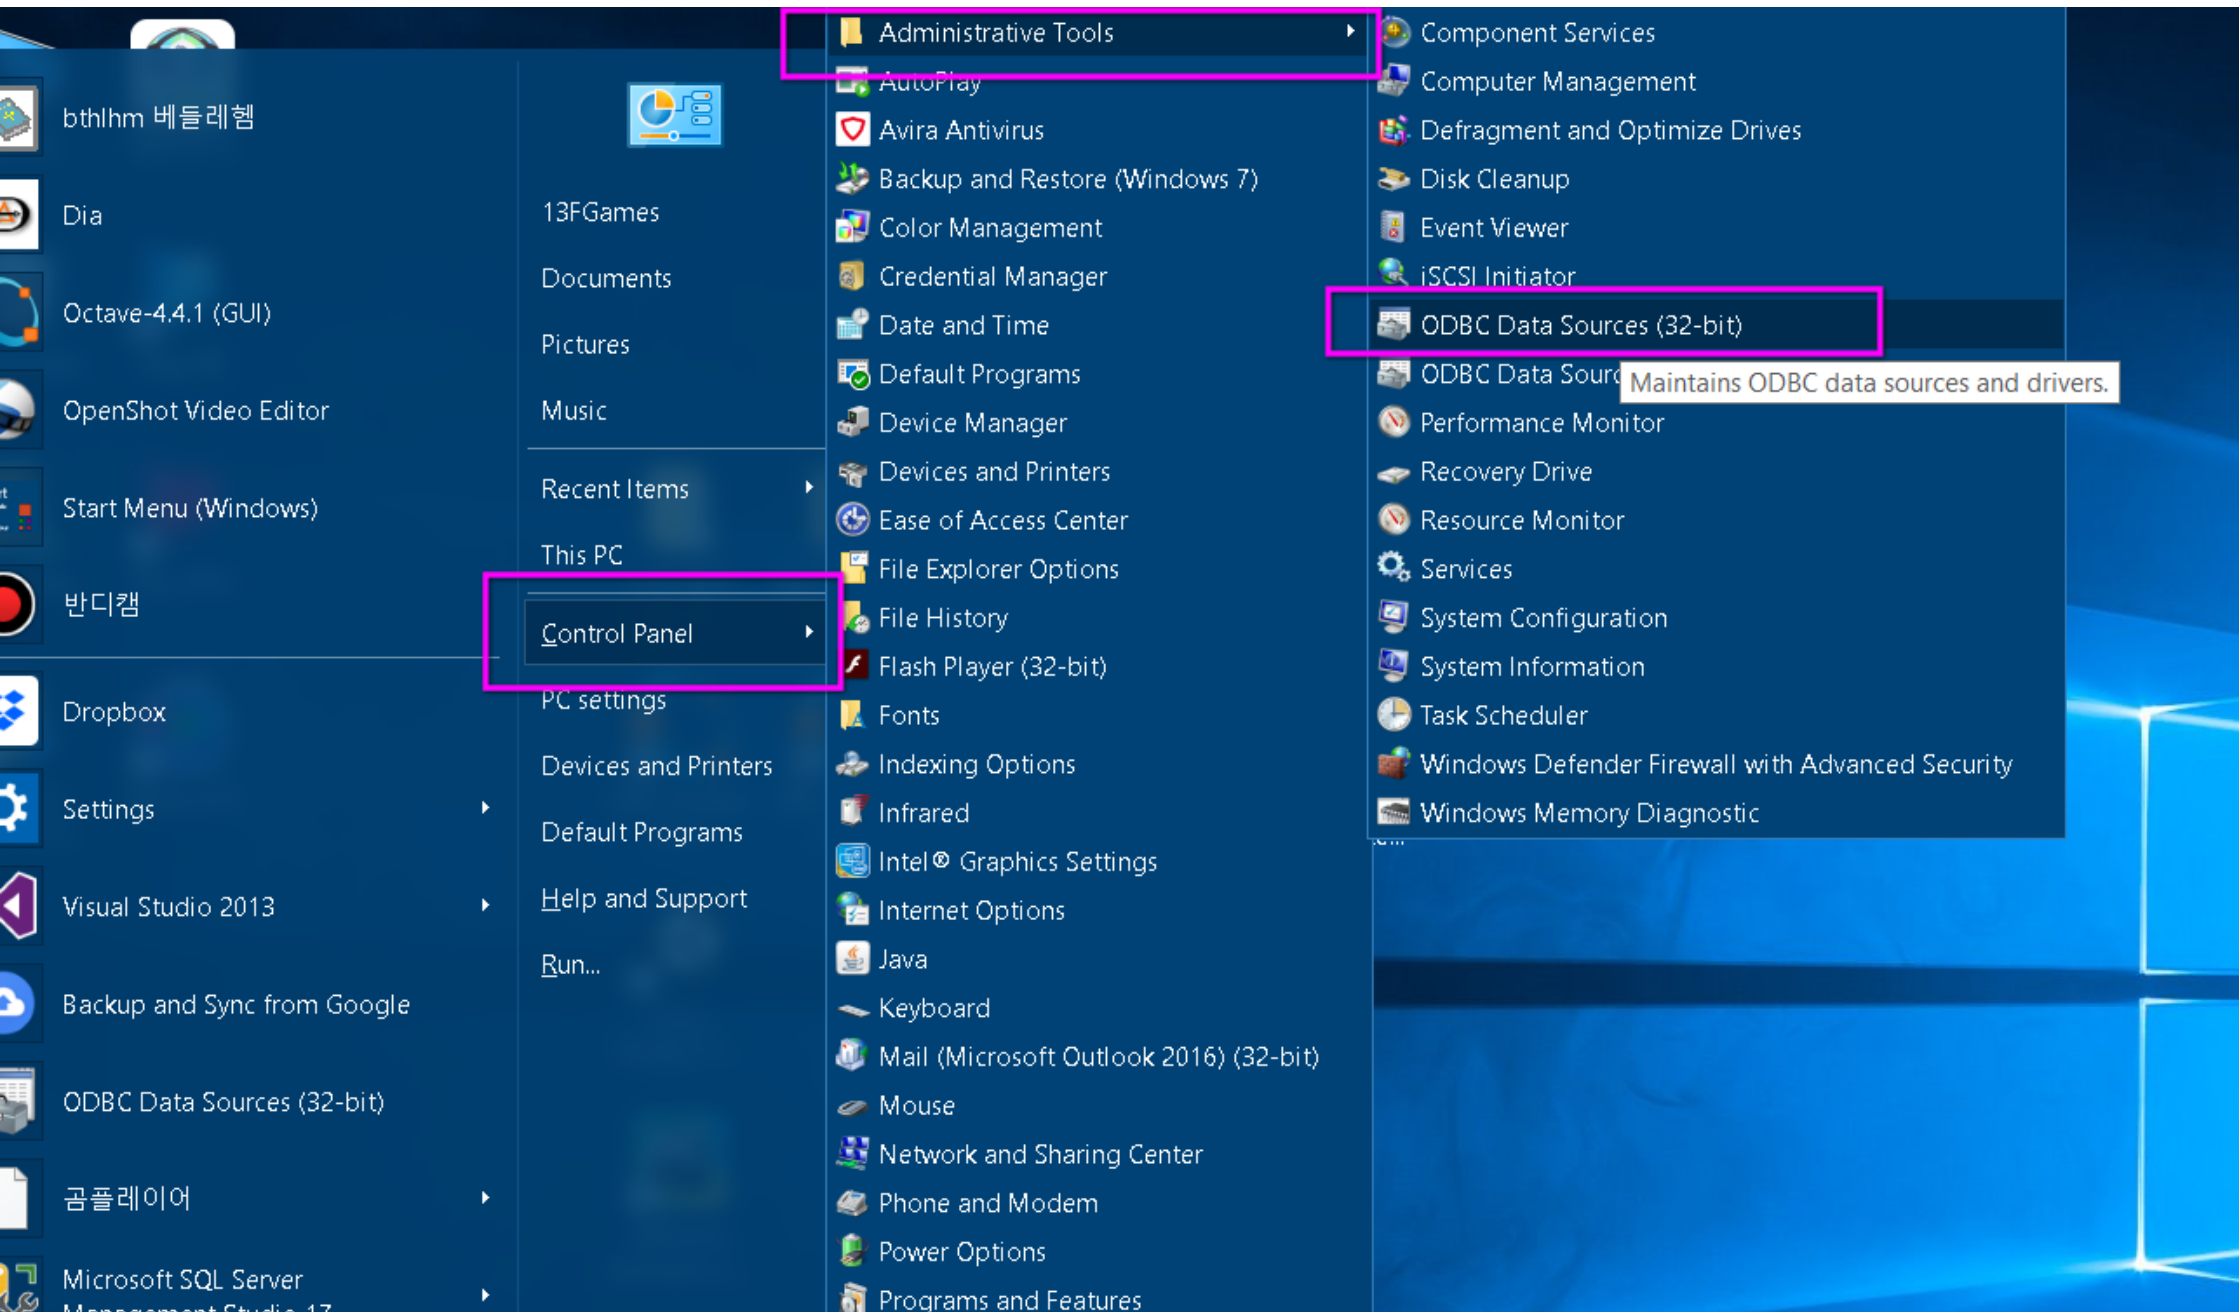 bthlhm 베들레헴
Dia
Octave-4.4.1 (GUI)
OpenShot Video Editor
Start Menu (Windows)
반디캠
Dropbox
Settings
Visual Studio 2013
Backup and Sync from Google
ODBC Data Sources (32-bit)
곰플레이어
Microsoft SQL Server
Management Studio 17
13FGames
Documents
Pictures
Music
Recent Items
This PC
Control Panel
PC settings
Devices and Printers
Default Programs
Help and Support
Run...
Administrative Tools
AutoPlay
Avira Antivirus
Backup and Restore (Windows 7)
Color Management
Credential Manager
Date and Time
Default Programs
Device Manager
Devices and Printers
Ease of Access Center
File Explorer Options
File History
Flash Player (32-bit)
Fonts
Indexing Options
Infrared
Intel® Graphics Settings
Internet Options
Java
Keyboard
Mail (Microsoft Outlook 2016) (32-bit)
Mouse
Network and Sharing Center
Phone and Modem
Power Options
Programs and Features
Component Services
Computer Management
Defragment and Optimize Drives
Disk Cleanup
Event Viewer
iSCSI Initiator
ODBC Data Sources (32-bit)
ODBC Data Sourc
Maintains ODBC data sources and drivers.
Performance Monitor
Recovery Drive
Resource Monitor
Services
System Configuration
System Information
Task Scheduler
Windows Defender Firewall with Advanced Security
Windows Memory Diagnostic